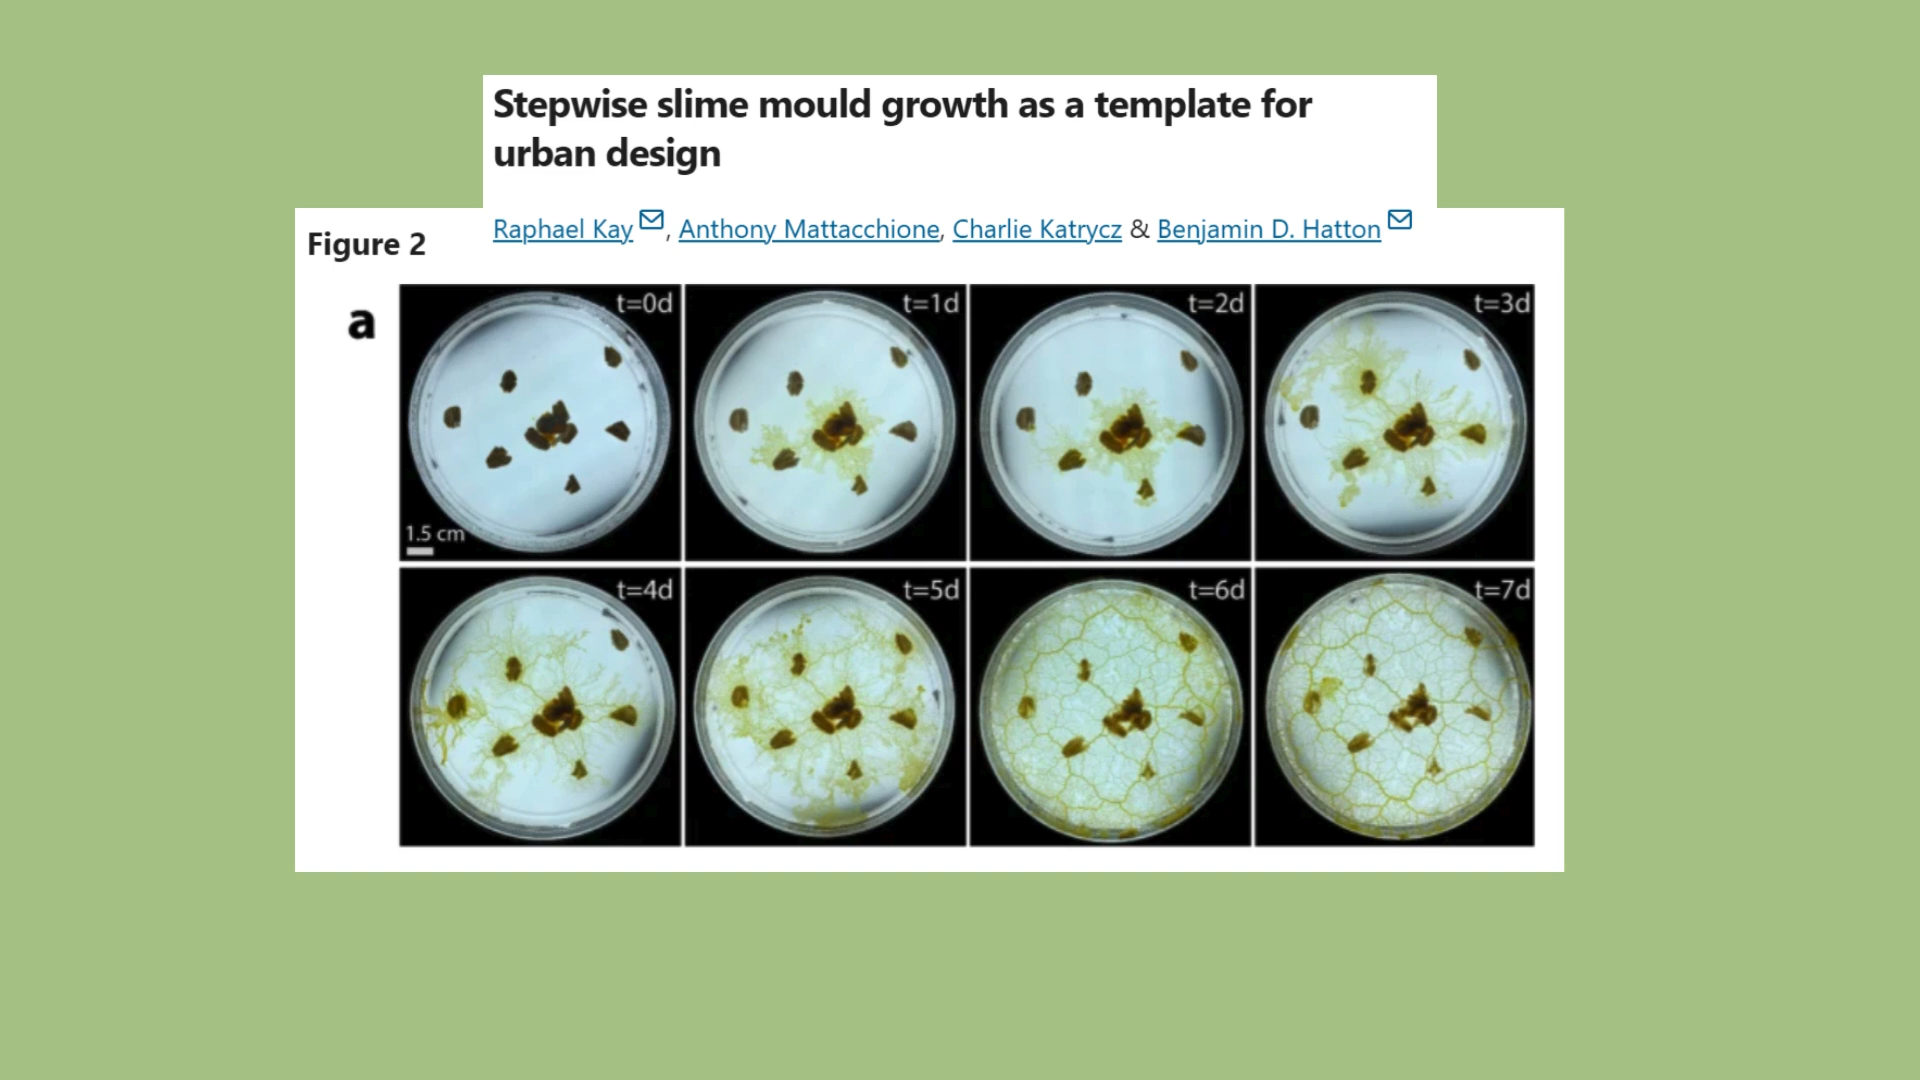 Stepwise slime mould growth as a template for
urban design
Raphael Kay, Anthony Mattacchione, Charlie Katrycz & Benjamin D. Hatton
Figure 2
a
t=0d
t=1d
t=2d
t=3d
1.5 cm
t=4d
t=5d
t=6d
t=7d